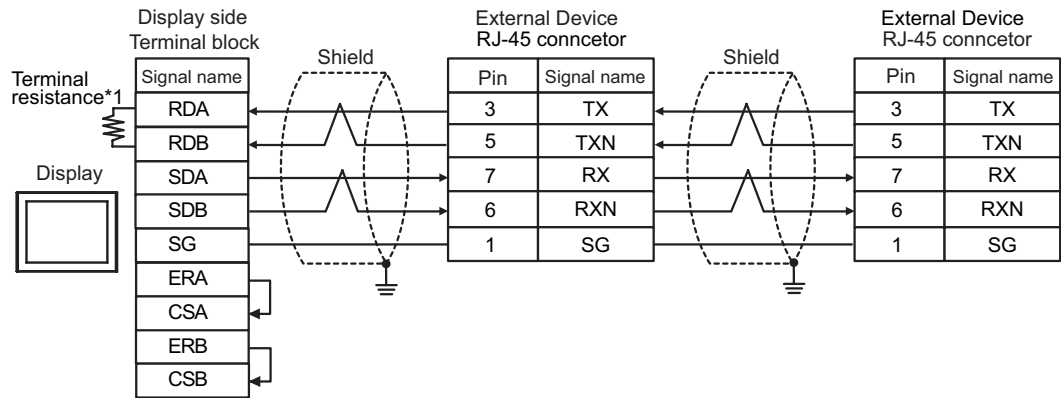 Display side
Terminal block
External Device
RJ-45 conncetor
External Device
RJ-45 conncetor
Shield
Shield
Terminal
resistance*1
Display
Signal name
RDA
RDB
SDA
SDB
SG
ERA
CSA
ERB
CSB
Pin Signal name
3 TX
5 TXN
7 RX
6 RXN
1 SG
Pin Signal name
3 TX
5 TXN
7 RX
6 RXN
1 SG